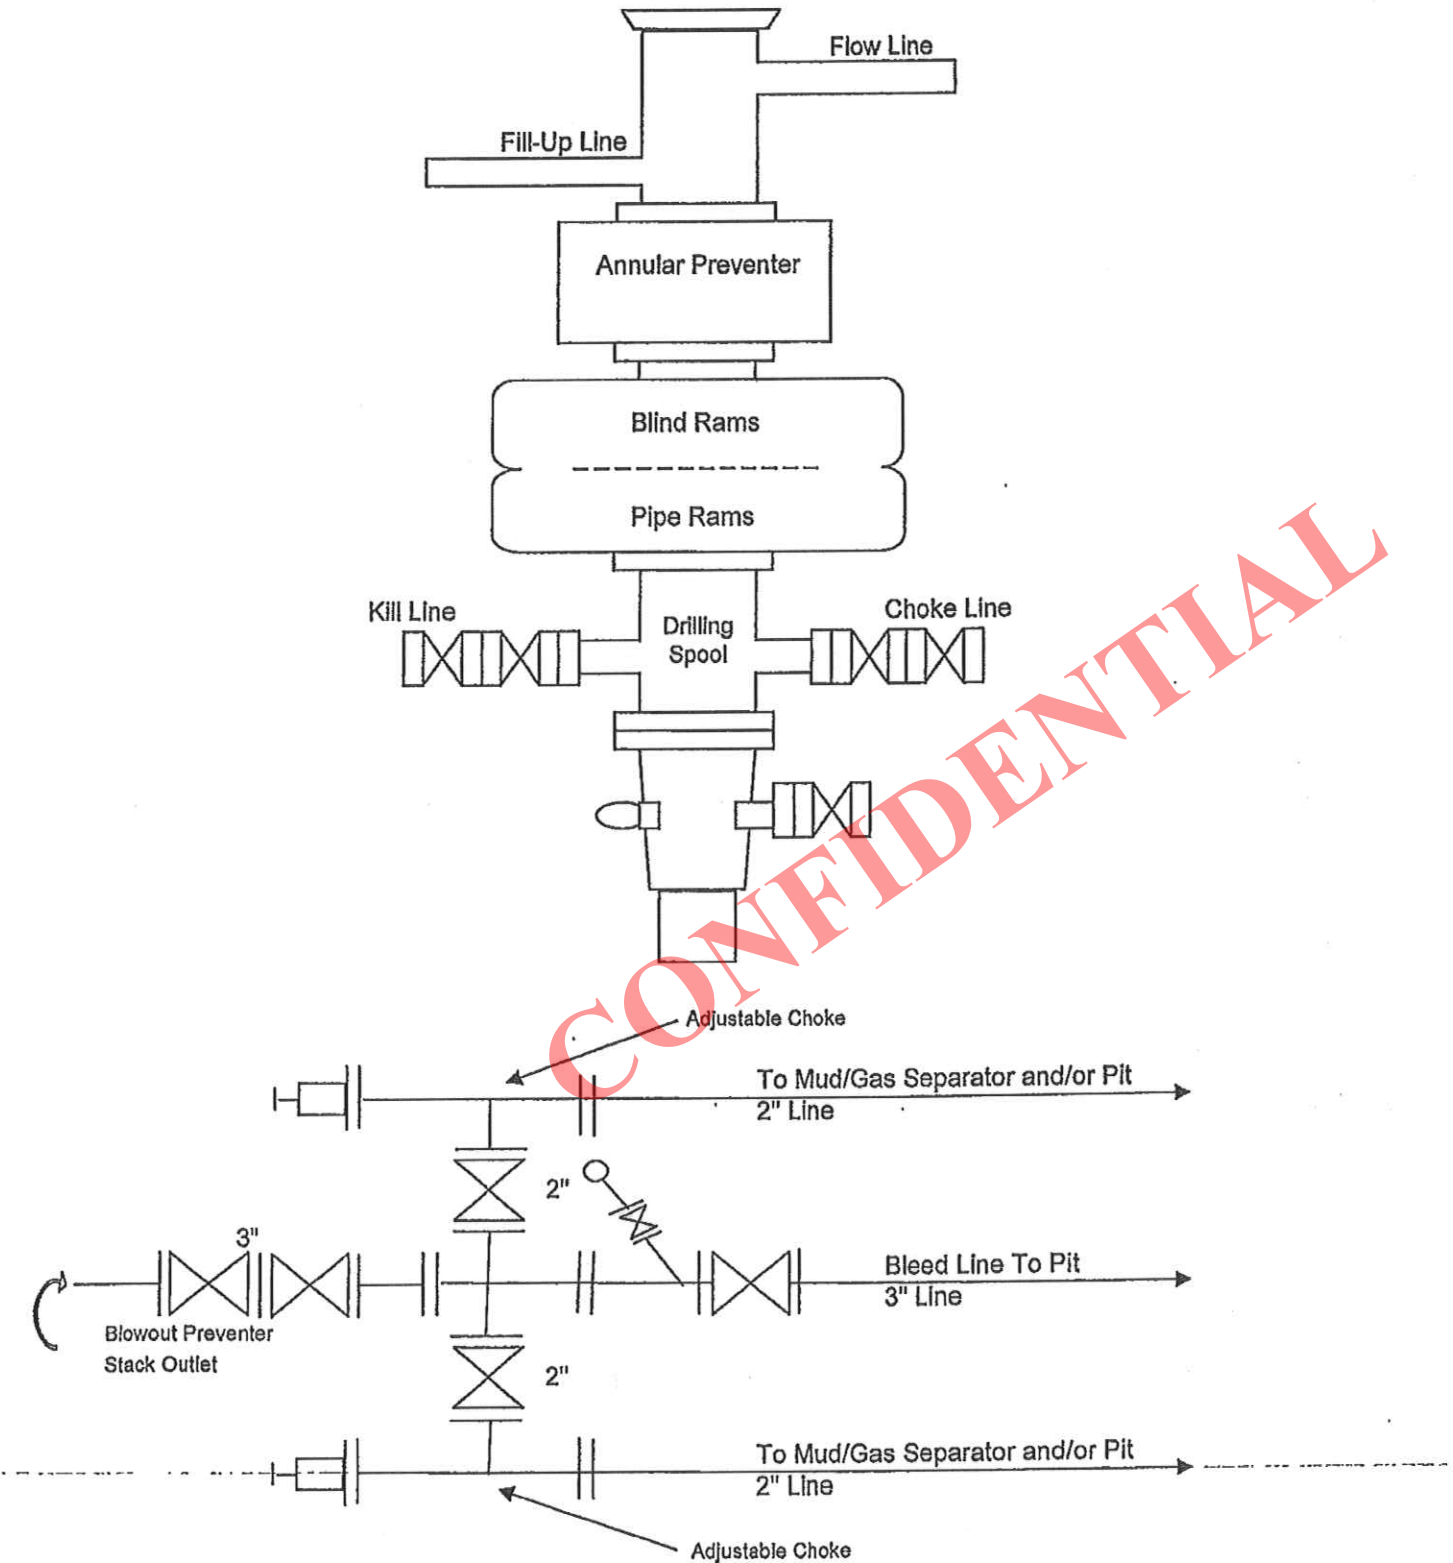 Flow Line
Fill-Up Line
Annular Preventer
Blind Rams
Pipe Rams
Kill Line
Choke Line
Drilling
Spool
CONFIDENTIAL
Adjustable Choke
To Mud/Gas Separator and/or Pit
2" Line
2"
3"
Bleed Line To Pit
3" Line
Blowout Preventer
Stack Outlet
2"
To Mud/Gas Separator and/or Pit
2" Line
Adjustable Choke